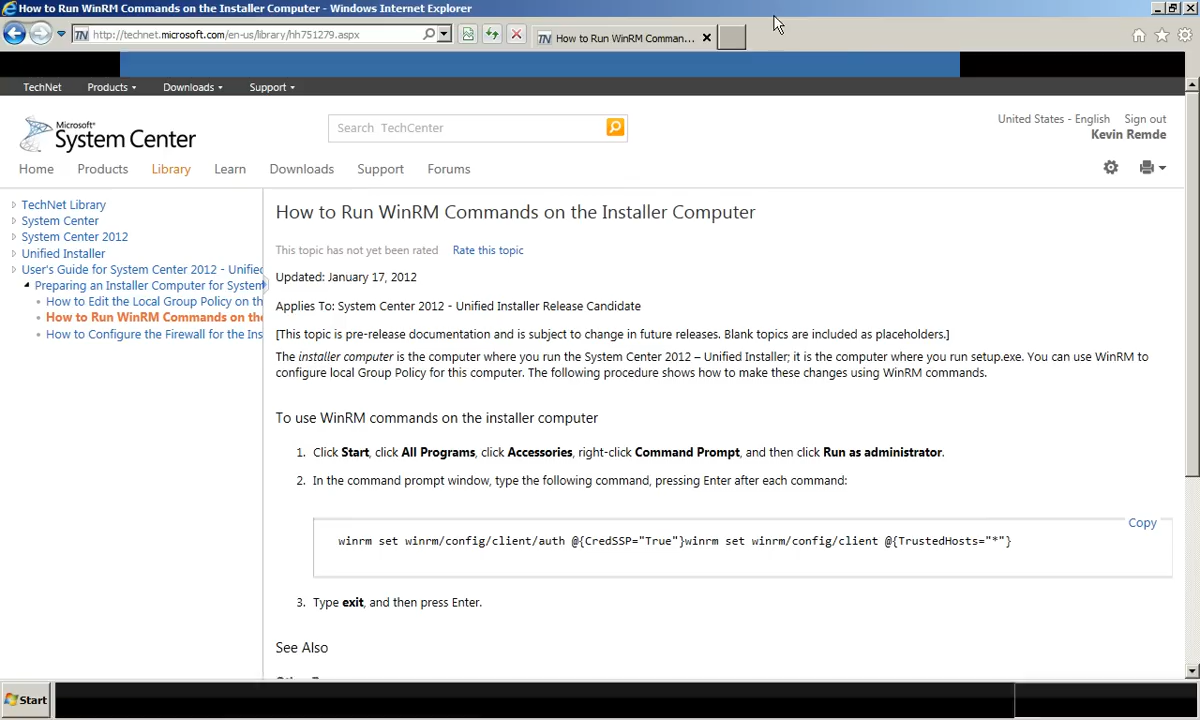 How to Run WinRM Commands on the Installer Computer - Windows Internet Explorer
http://technet.microsoft.com/en-us/library/hh751279.aspx
How to Run WinRM Comman...
TechNet Products Downloads Support
Microsoft®
System Center
Search TechCenter
United States - English Sign out
Kevin Remde
Home Products Library Learn Downloads Support Forums
TechNet Library
System Center
System Center 2012
Unified Installer
User's Guide for System Center 2012 - Unifie
Preparing an Installer Computer for System
How to Edit the Local Group Policy on th
How to Run WinRM Commands on the
How to Configure the Firewall for the Ins
How to Run WinRM Commands on the Installer Computer
This topic has not yet been rated Rate this topic
Updated: January 17, 2012
Applies To: System Center 2012 - Unified Installer Release Candidate
[This topic is pre-release documentation and is subject to change in future releases. Blank topics are included as placeholders.]
The installer computer is the computer where you run the System Center 2012 – Unified Installer; it is the computer where you run setup.exe. You can use WinRM to
configure local Group Policy for this computer. The following procedure shows how to make these changes using WinRM commands.
To use WinRM commands on the installer computer
1. Click Start, click All Programs, click Accessories, right-click Command Prompt, and then click Run as administrator.
2. In the command prompt window, type the following command, pressing Enter after each command:
Copy
winrm set winrm/config/client/auth @{CredSSP="True"}winrm set winrm/config/client @{TrustedHosts="*"}
3. Type exit, and then press Enter.
See Also
Start